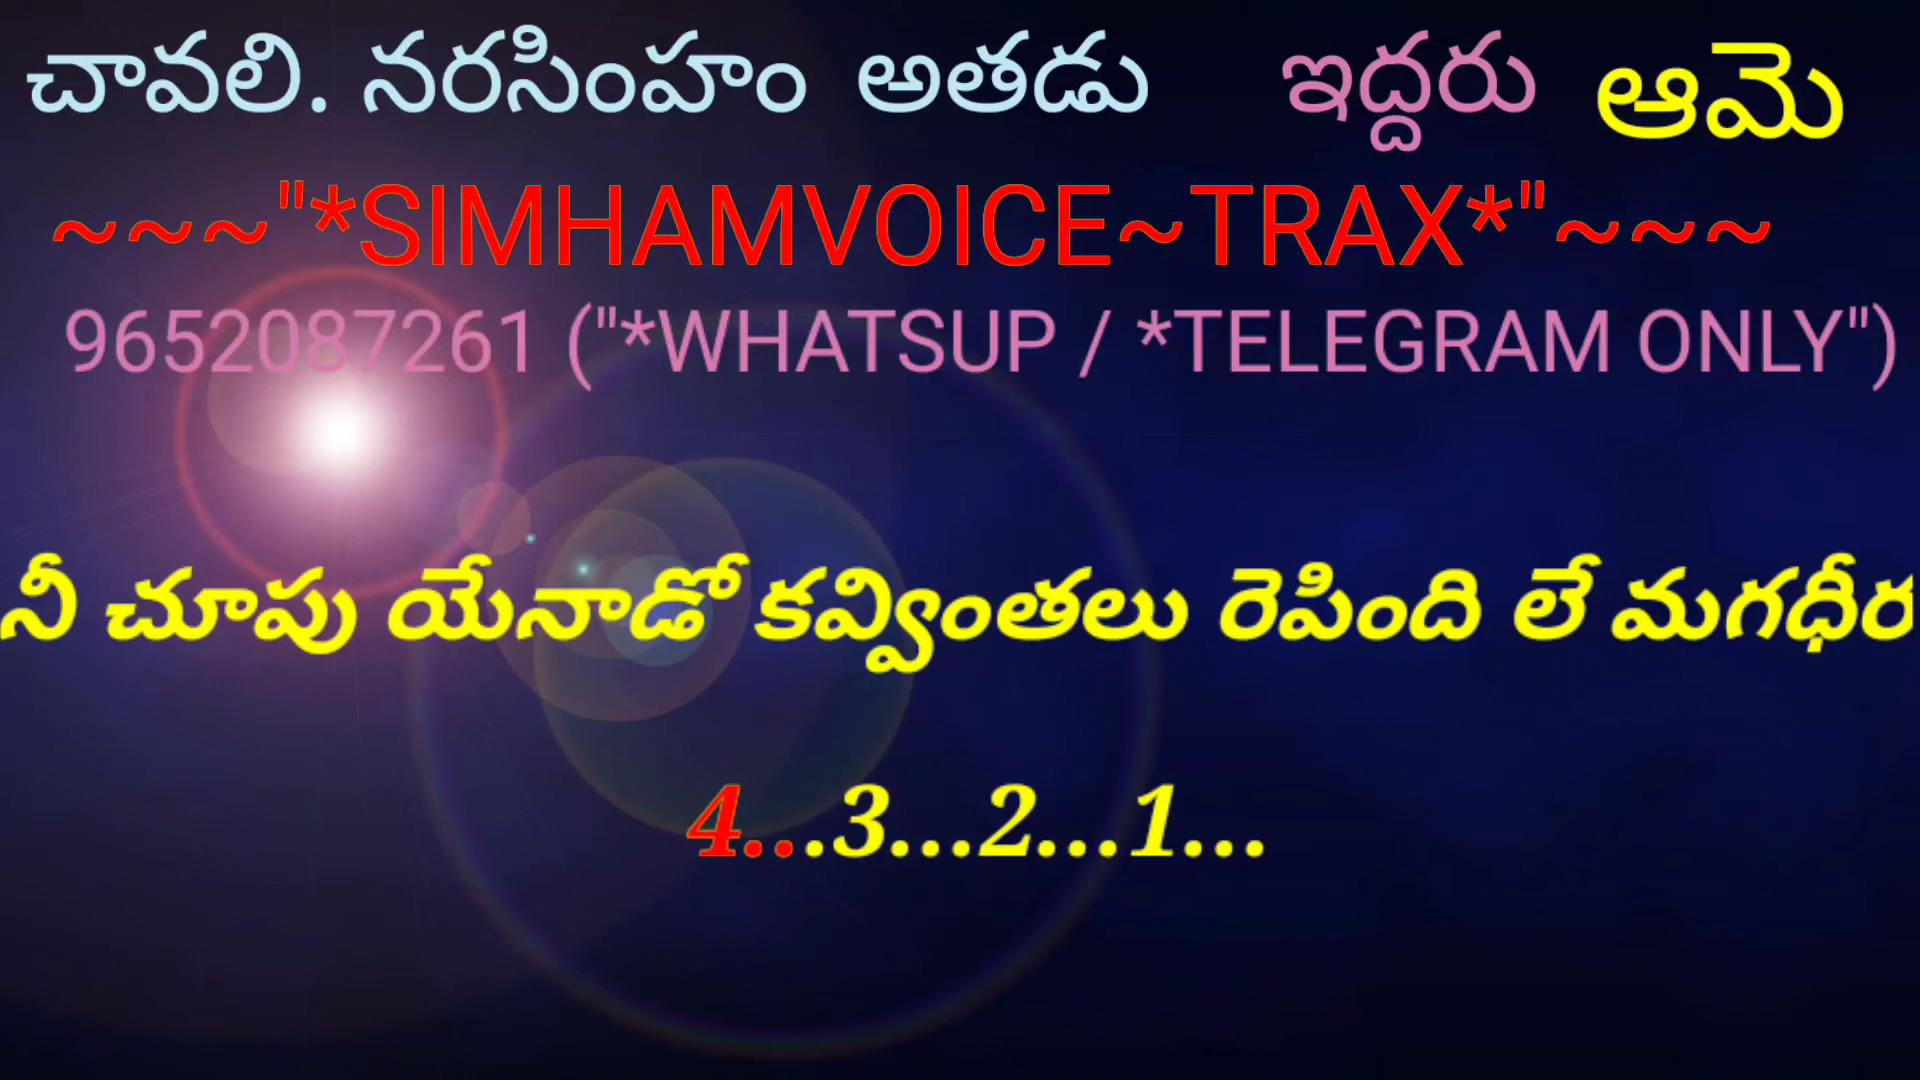 చావలి. నరసింహం అతడు ఇద్దరు ఆమె
~~~"*SIMHAMVOICE~TRAX*"~~~
9652087261 ("*WHATSUP / *TELEGRAM ONLY")
నీ చూపు యేనాడో కవ్వింతలు రెపింది లే మగధీర
4...3...2...1...